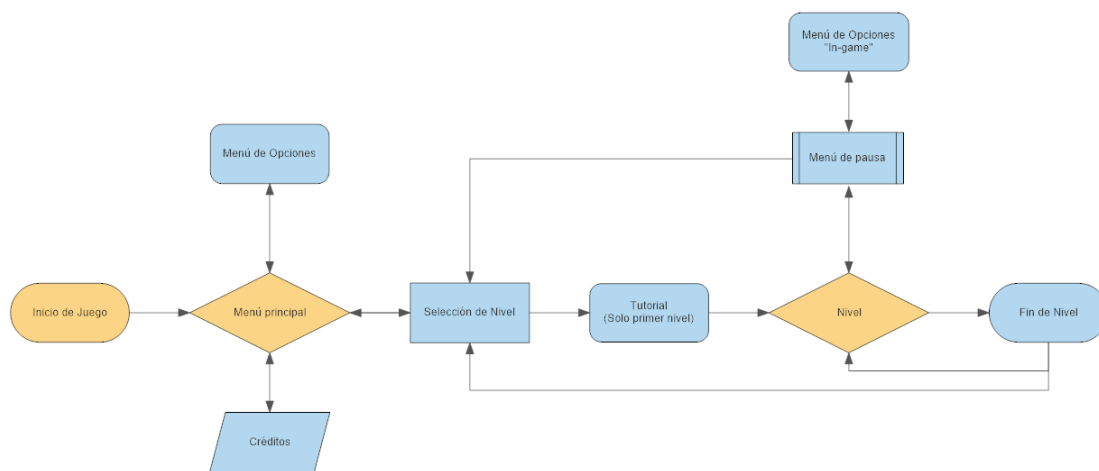 Menú de Opciones
"In-game"
Menú de Opciones
Menú de pausa
Inicio de Juego
Menú principal
Selección de Nivel
Tutorial
(Solo primer nivel)
Nivel
Fin de Nivel
Créditos